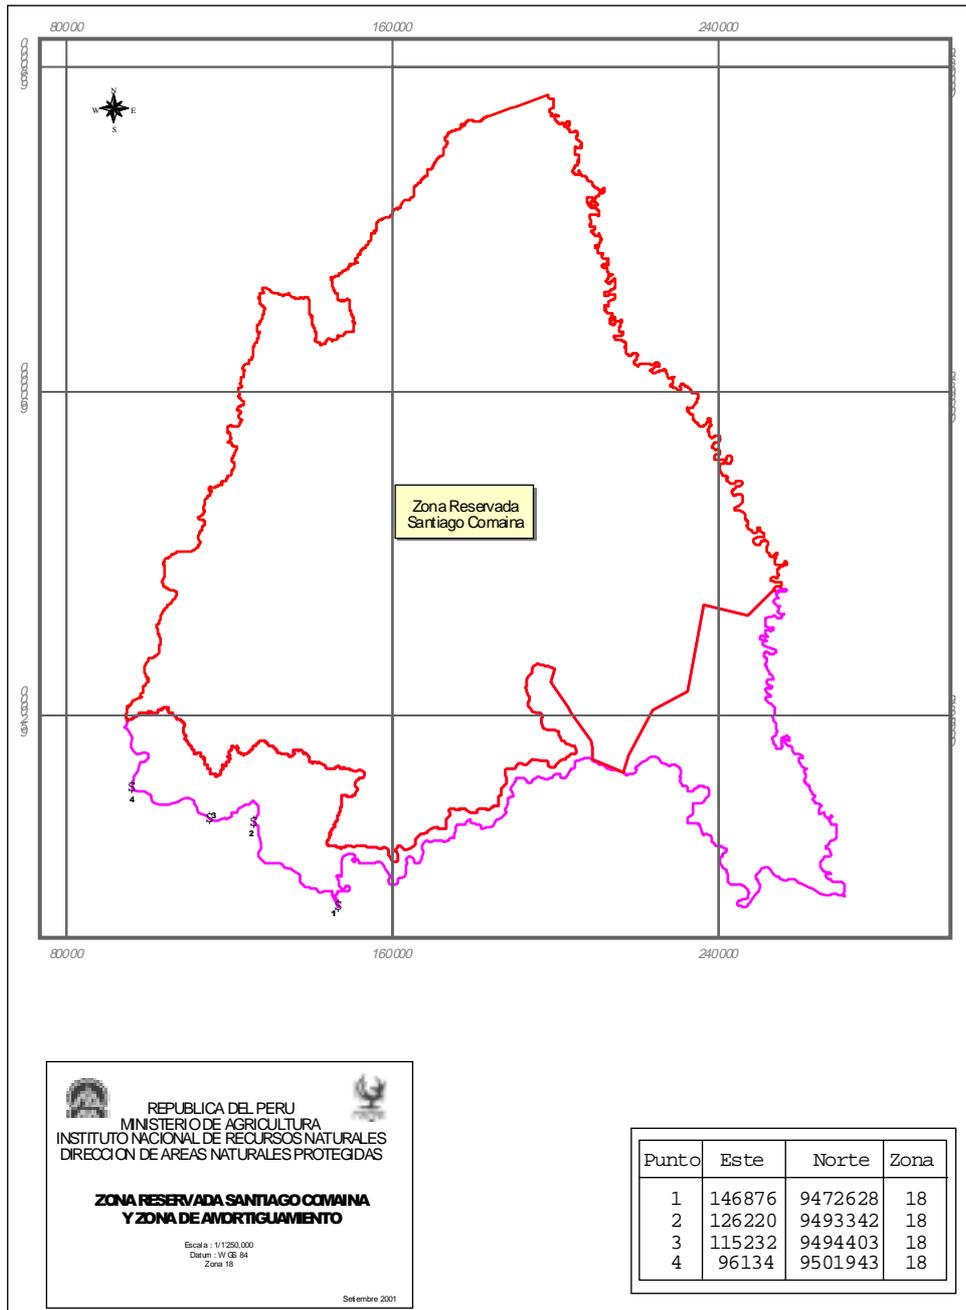 80000 160000 240000
N
W E
S
Zona Reservada
Santiago Comaina
$
4
$ 3
$
2
$
1
80000 160000 240000
REPUBLICA DEL PERU
MINISTERIO DE AGRICULTURA
INSTITUTO NACIONAL DE RECURSOS NATURALES
DIRECCION DE AREAS NATURALES PROTEGIDAS
ZONA RESERVADA SANTIAGO COMAINA
Y ZONA DE AMORTIGUAMIENTO
Escala : 1/1'250,000
Datum : WGS 84
Zona 18
Setiembre 2001
Punto Este Norte Zona
1 146876 9472628 18
2 126220 9493342 18
3 115232 9494403 18
4 96134 9501943 18